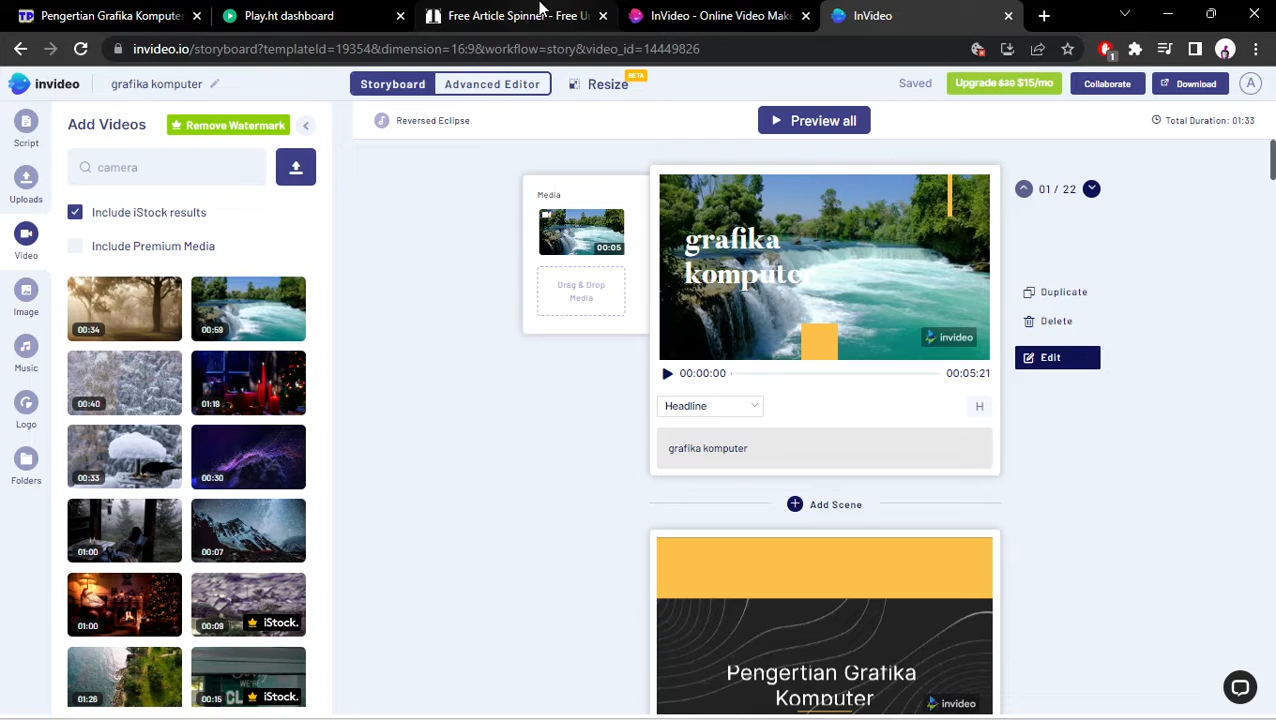 Pengertian Grafika Komputer
Play.ht dashboard
Free Article Spinner - Free Un
InVideo - Online Video Make
InVideo
invideo.io/storyboard?templateId=19354&dimension=16:9&workflow=story&video_id=14449826
1
invideo
grafika komputer
Storyboard
Advanced Editor
Resize
BETA
Saved
Upgrade $30 $15/mo
Collaborate
Download
A
Script
Uploads
Video
Image
Music
Logo
Folders
Add Videos
Remove Watermark
camera
Include iStock results
Include Premium Media
00:34
00:59
00:40
01:19
00:33
00:30
01:00
00:07
01:00
00:09
iStock.
01:26
00:15
iStock.
Reversed Eclipse
Preview all
Total Duration: 01:33
Media
00:05
Drag & Drop
Media
grafika
komputer
invideo
00:00:00
00:05:21
Headline
H
grafika komputer
01 / 22
Duplicate
Delete
Edit
Add Scene
Pengertian Grafika
Komputer
invideo